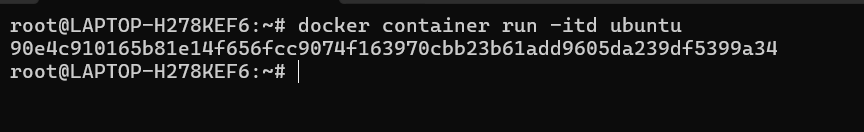 root@LAPTOP-H278KEF6:~# docker container run -itd ubuntu
90e4c910165b81e14f656fcc9074f163970cbb23b61add9605da239df5399a34
root@LAPTOP-H278KEF6:~#